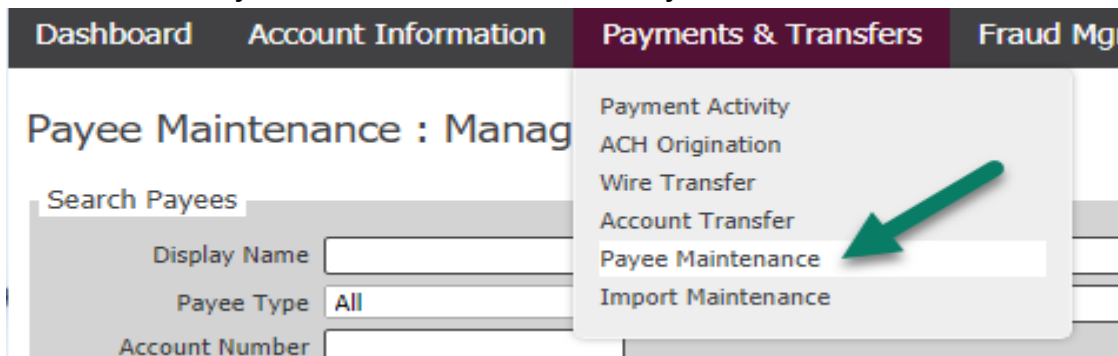 Dashboard Account Information Payments & Transfers Fraud
Payee Maintenance : Manag
Payment Activity
ACH Origination
Wire Transfer
Account Transfer
Payee Maintenance
Import Maintenance
Search Payees
Display Name
Payee Type All
Account Number